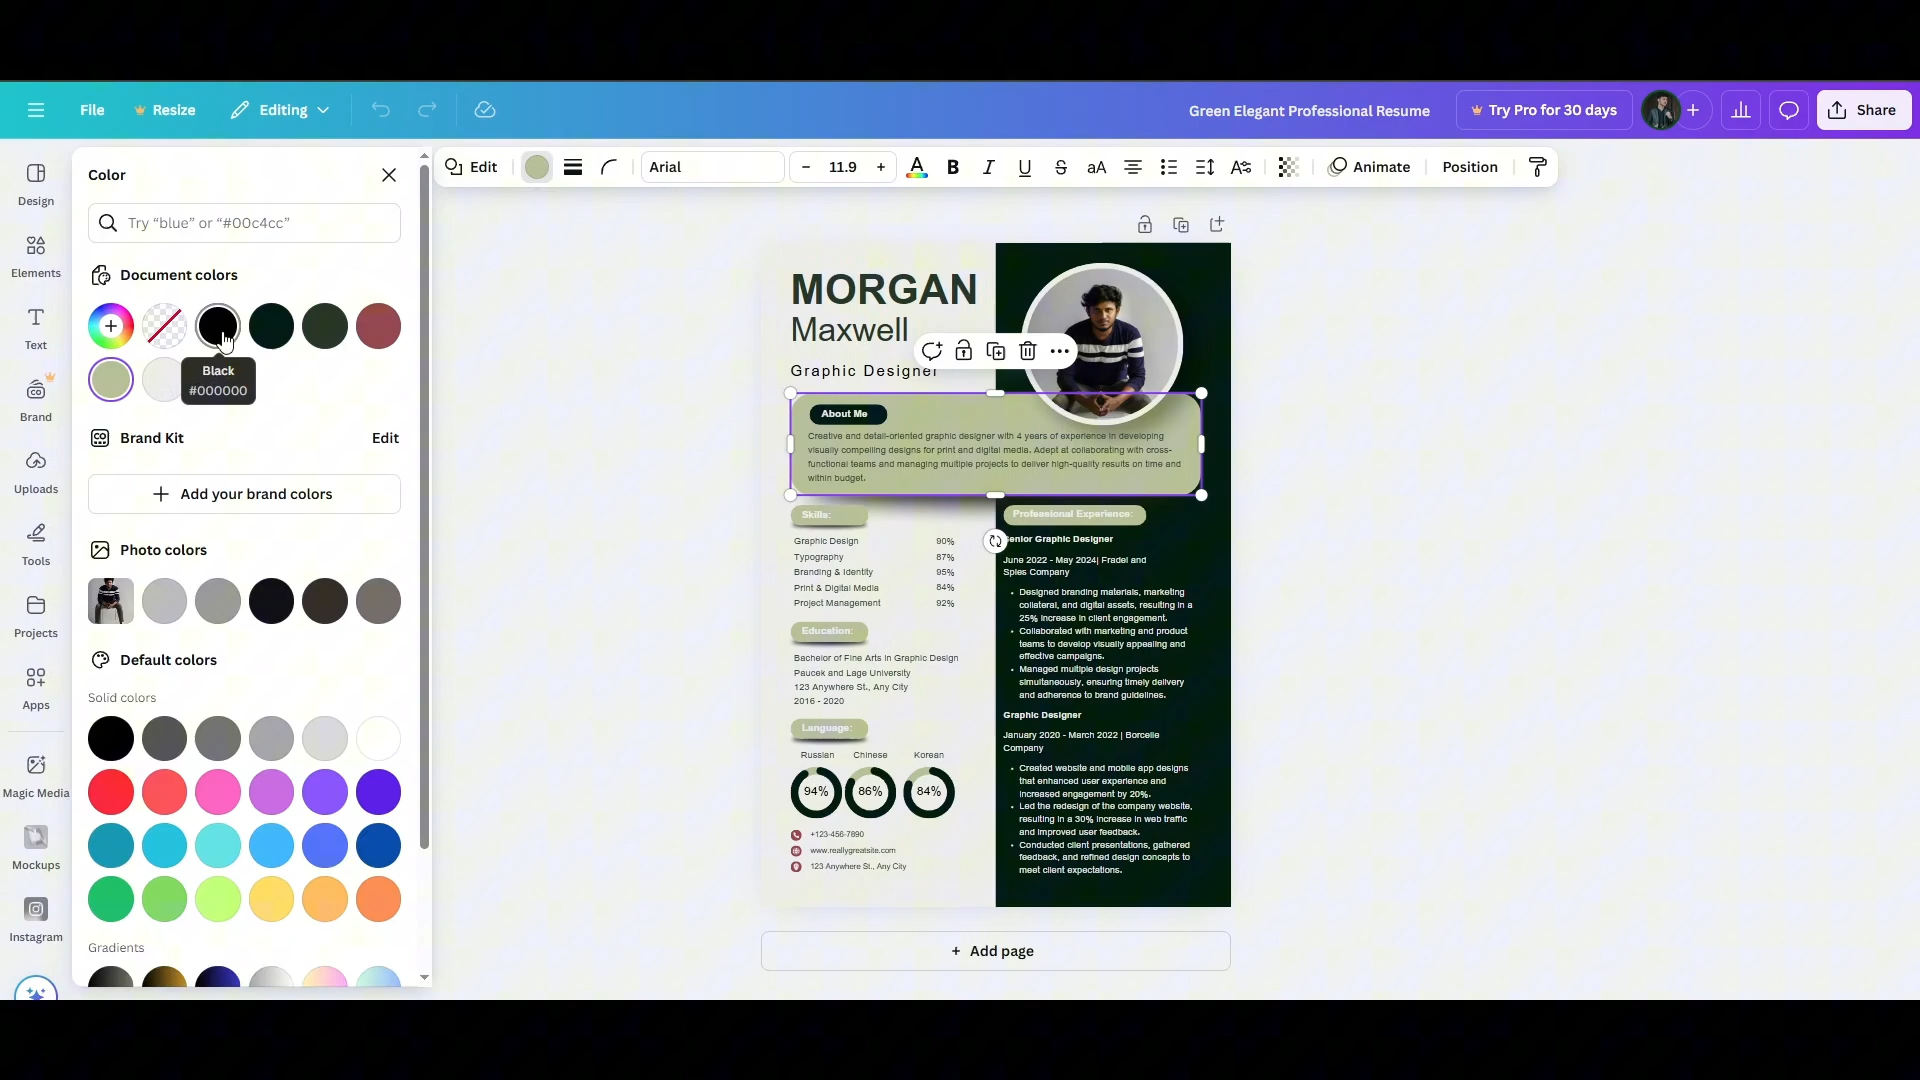 File
Resize
Editing
Green Elegant Professional Resume
Try Pro for 30 days
Share
Design
Elements
Text
Brand
Uploads
Tools
Projects
Apps
Magic Media
Mockups
Instagram
Color
Try “blue” or “#00c4cc”
Document colors
Black
#000000
Brand Kit
Edit
Add your brand colors
Photo colors
Default colors
Solid colors
Gradients
Edit
Arial
11.9
Animate
Position
MORGAN
Maxwell
Graphic Designer
About Me
Creative and detail-oriented graphic designer with 4 years of experience in developing
visually compelling designs for print and digital media. Adept at collaborating with cross-
functional teams and managing multiple projects to deliver high-quality results on time and
within budget.
Skills:
Graphic Design 90%
Typography 87%
Branding & Identity 95%
Print & Digital Media 84%
Project Management 92%
Education:
Bachelor of Fine Arts in Graphic Design
Paucek and Lage University
123 Anywhere St., Any City
2016 - 2020
Language:
Russian Chinese Korean
94% 86% 84%
+123-456-7890
www.reallygreatsite.com
123 Anywhere St., Any City
Professional Experience:
Senior Graphic Designer
June 2022 - May 2024| Fradel and
Spies Company
• Designed branding materials, marketing
collateral, and digital assets, resulting in a
25% increase in client engagement.
• Collaborated with marketing and product
teams to develop visually appealing and
effective campaigns.
• Managed multiple design projects
simultaneously, ensuring timely delivery
and adherence to brand guidelines.
Graphic Designer
January 2020 - March 2022 | Borcelle
Company
• Created website and mobile app designs
that enhanced user experience and
increased engagement by 20%.
• Led the redesign of the company website,
resulting in a 30% increase in web traffic
and improved user feedback.
• Conducted client presentations, gathered
feedback, and refined design concepts to
meet client expectations.
+ Add page